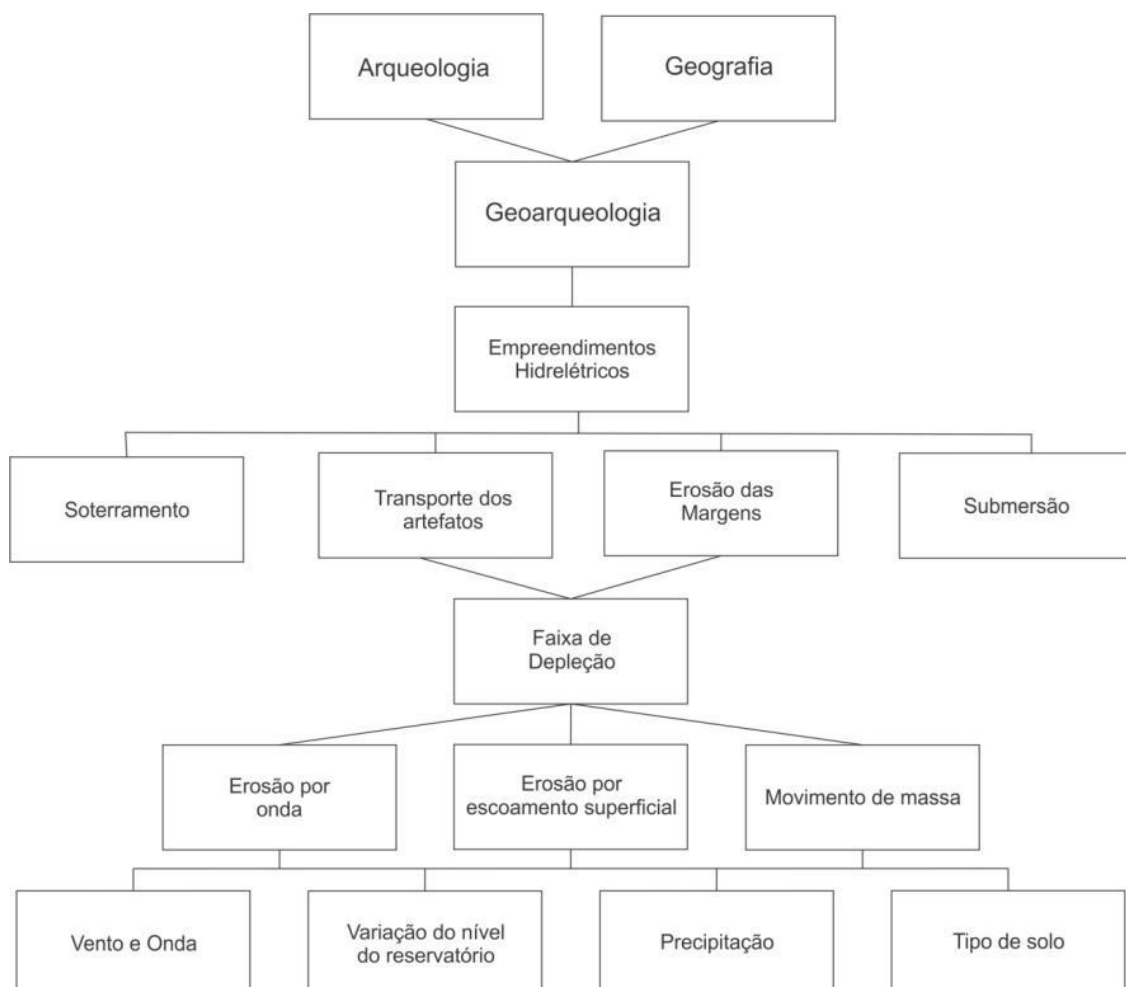 Arqueologia
Geografia
Geoarqueologia
Empreendimentos
Hidrelétricos
Soterramento
Transporte dos
artefatos
Erosão das
Margens
Submersão
Faixa de
Depleção
Erosão por
onda
Erosão por
escoamento superficial
Movimento de massa
Vento e Onda
Variação do nível
do reservatório
Precipitação
Tipo de solo